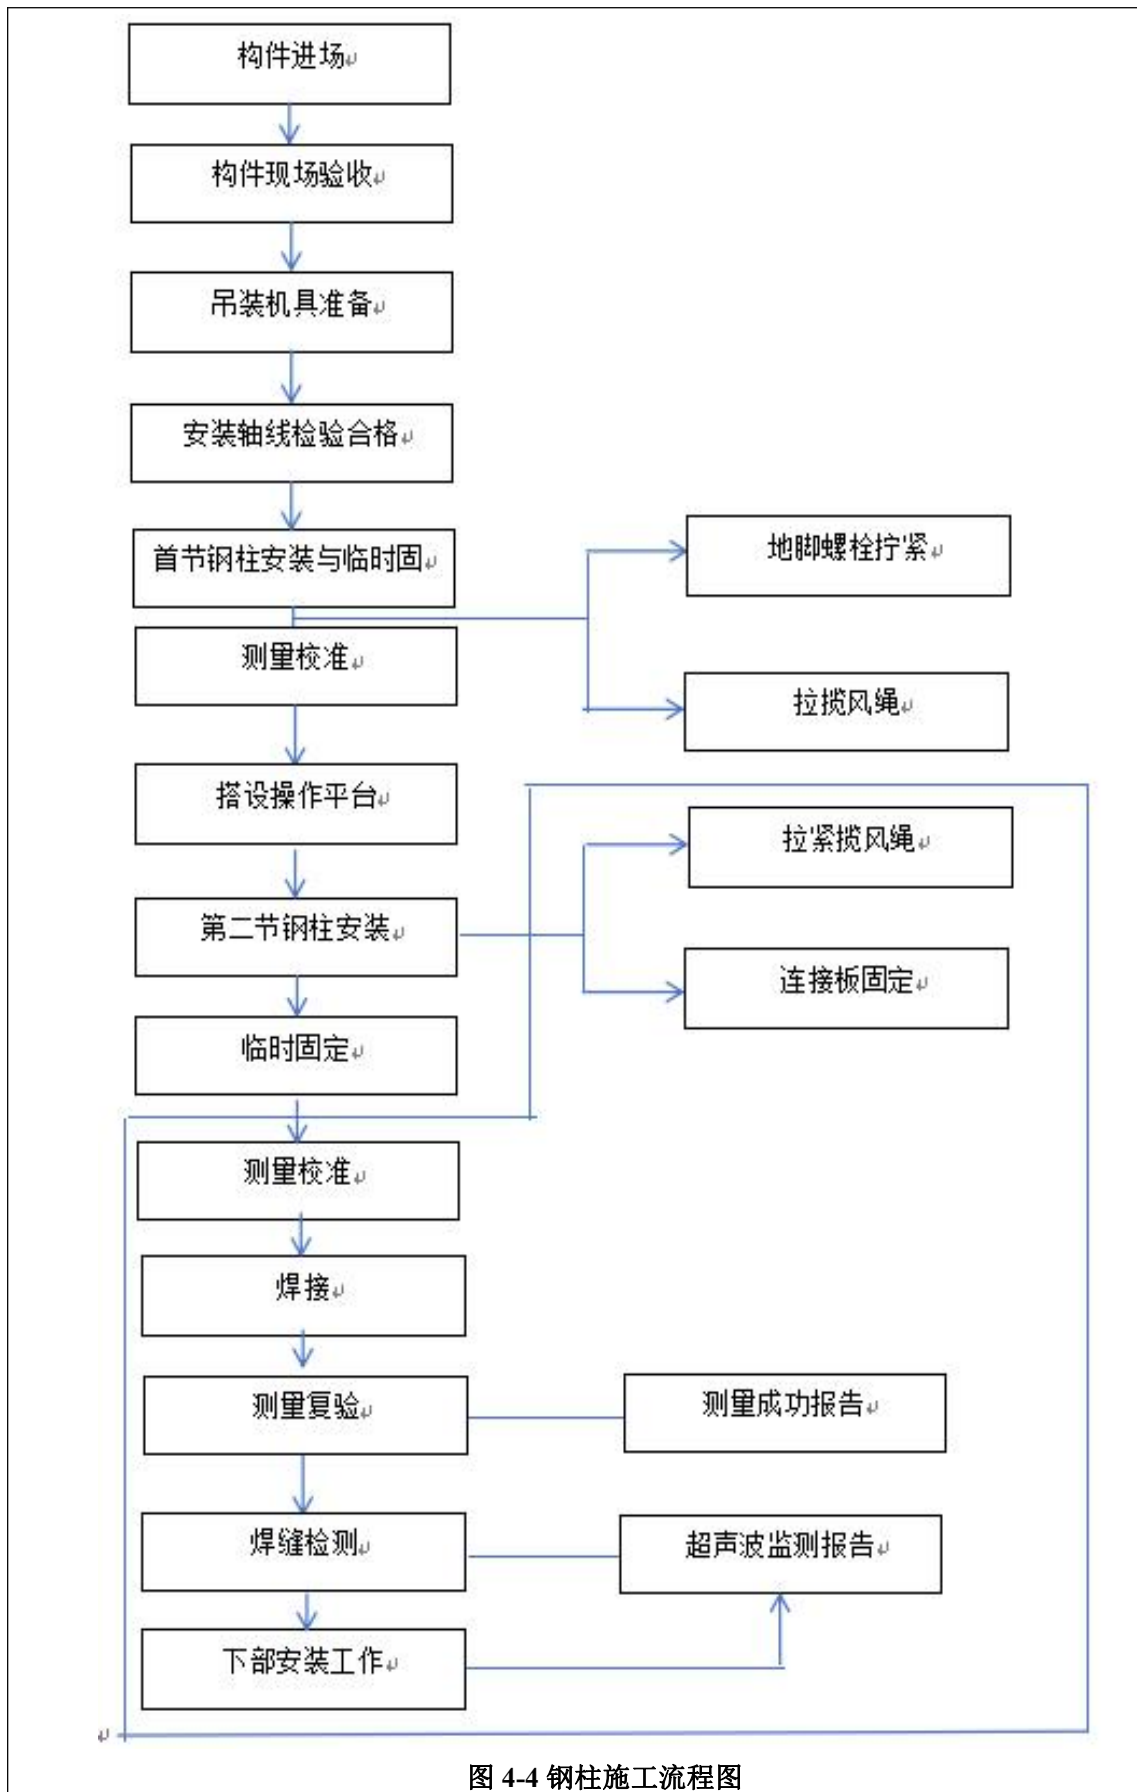 构件进场
构件现场验收
吊装机具准备
安装轴线检验合格
首节钢柱安装与临时固
地脚螺栓拧紧
测量校准
拉揽风绳
搭设操作平台
拉紧揽风绳
第二节钢柱安装
连接板固定
临时固定
测量校准
焊接
测量复验
测量成功报告
焊缝检测
超声波监测报告
下部安装工作
图 4-4 钢柱施工流程图